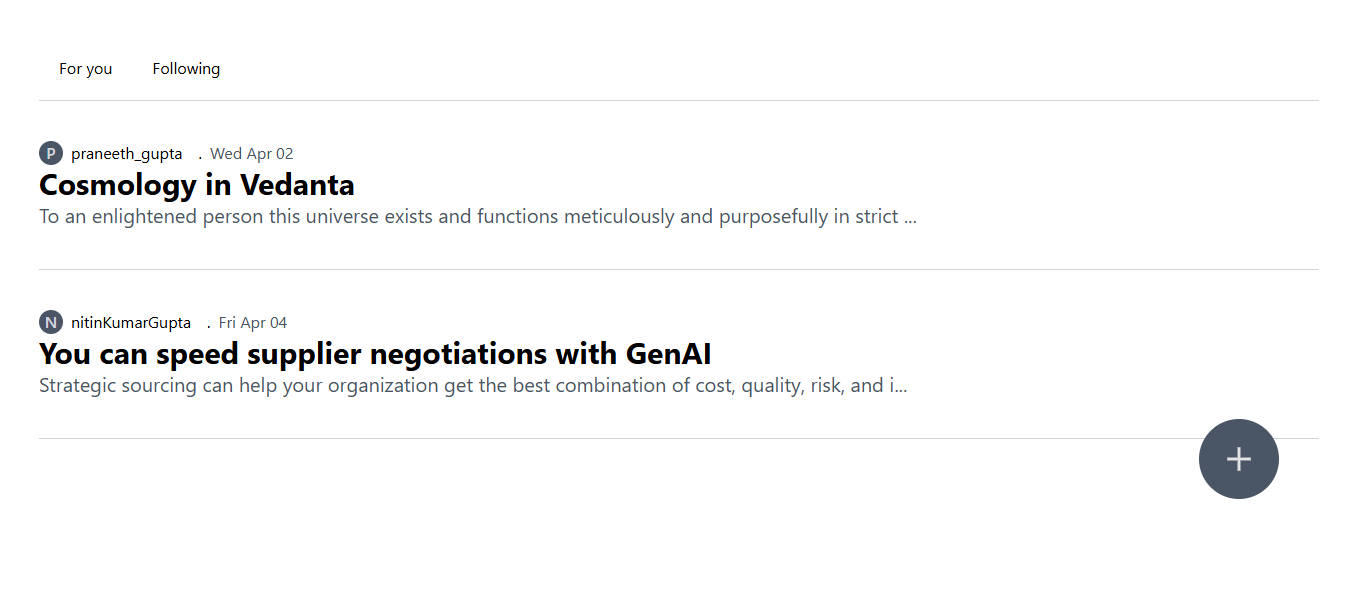 For you Following
P praneeth_gupta . Wed Apr 02
Cosmology in Vedanta
To an enlightened person this universe exists and functions meticulously and purposefully in strict ...
N nitinKumarGupta . Fri Apr 04
You can speed supplier negotiations with GenAI
Strategic sourcing can help your organization get the best combination of cost, quality, risk, and i...
+